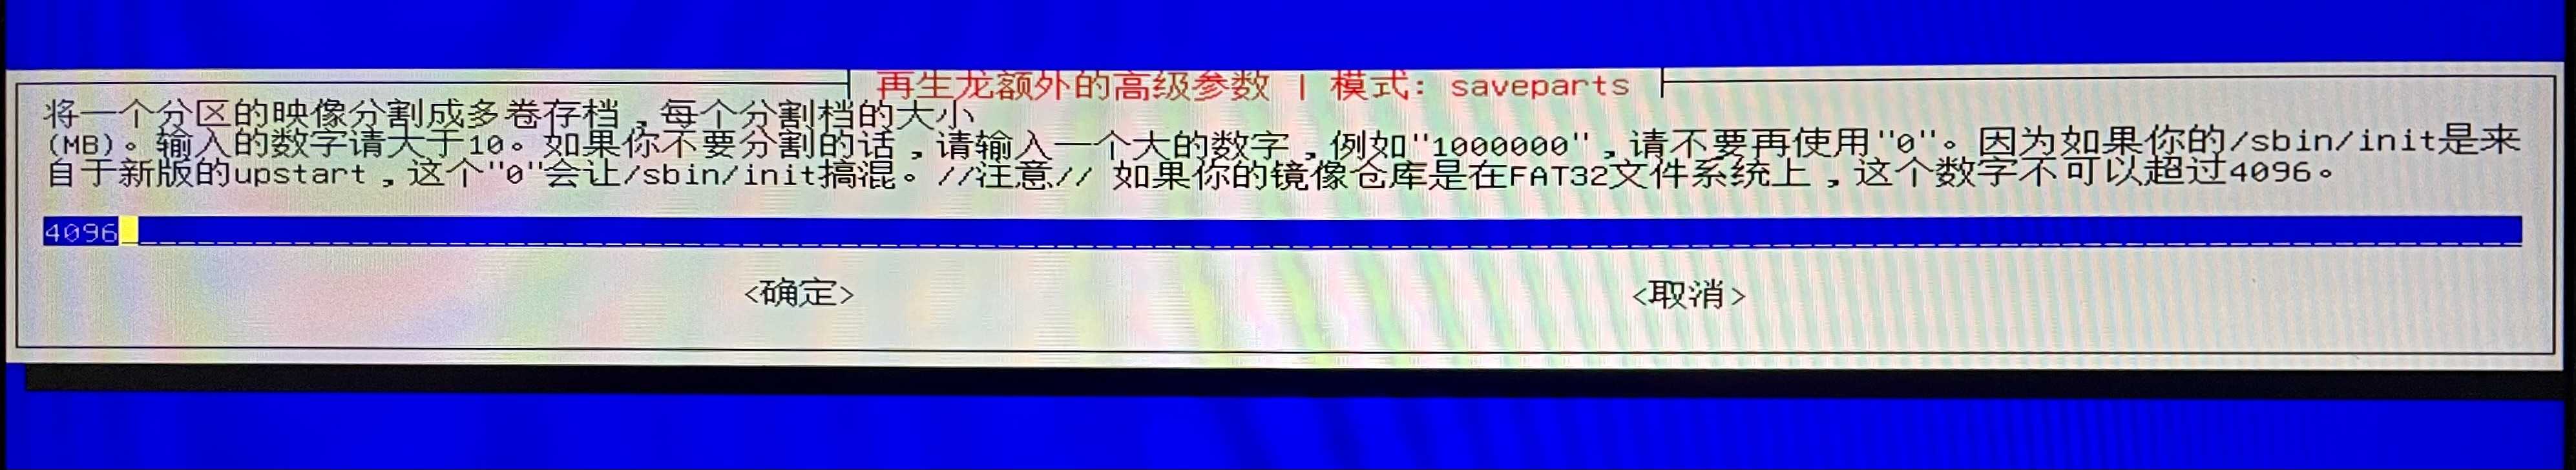 再生龙额外的高级参数 | 模式: saveparts
将一个分区的映像分割成多卷存档，每个分割档的大小
(MB)。输入的数字请大于10。如果你不要分割的话，请输入一个大的数字，例如"1000000"，请不要再使用"0"。因为如果你的/sbin/init是来
自于新版的upstart，这个"0"会让/sbin/init搞混。//注意// 如果你的镜像仓库是在FAT32文件系统上，这个数字不可以超过4096。
4096
<确定> <取消>